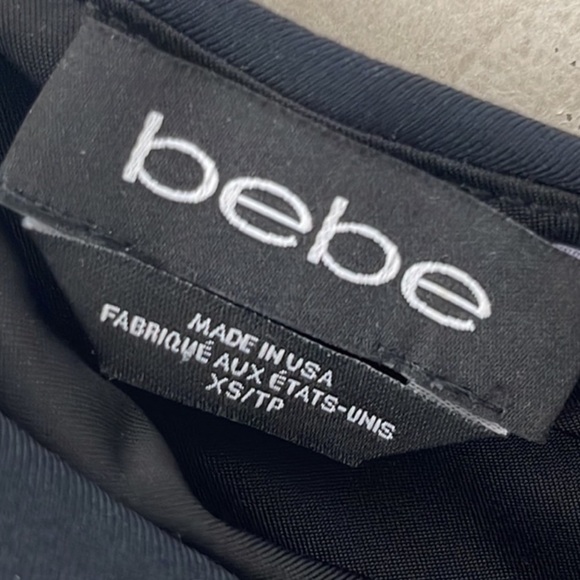 bebe
MADE IN USA
FABRIQUÉ AUX ÉTATS-UNIS
XS/TP